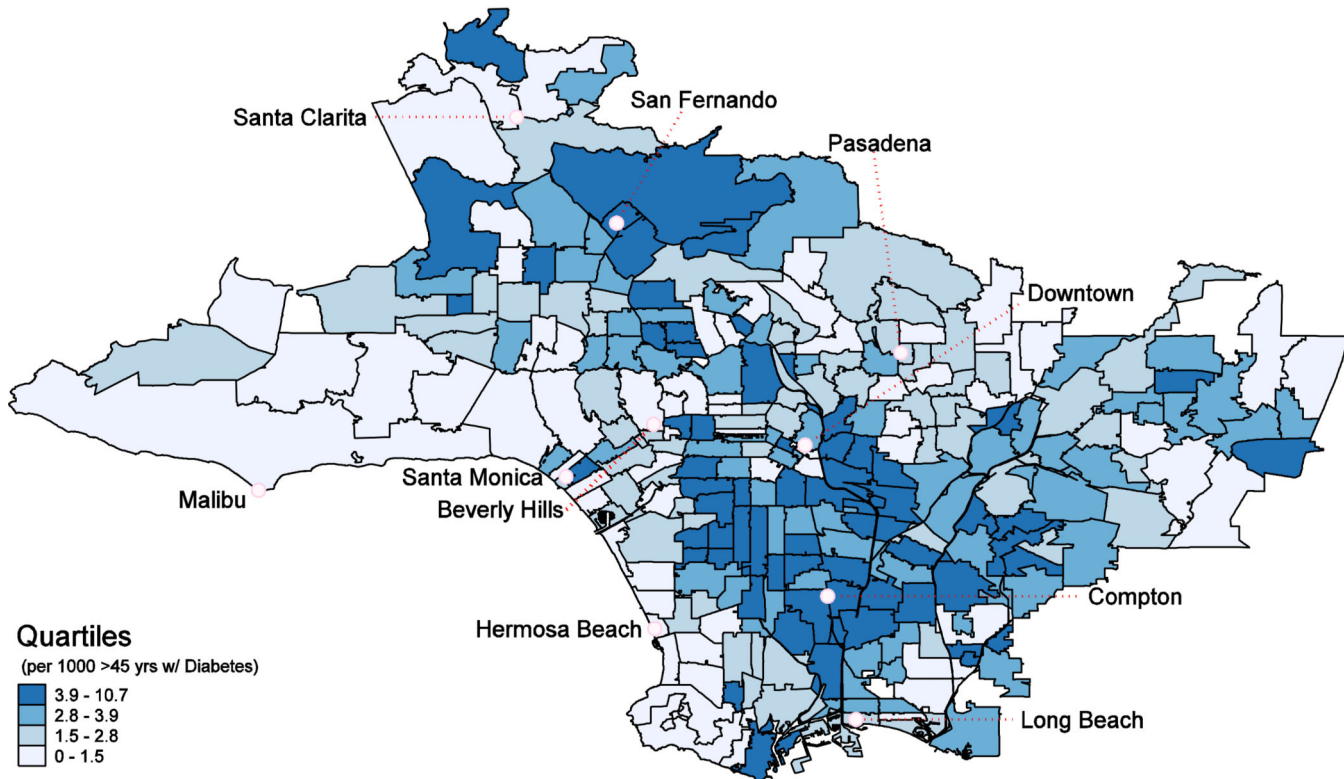 Santa Clarita
San Fernando
Pasadena
Downtown
Malibu
Santa Monica
Beverly Hills
Hermosa Beach
Compton
Long Beach
Quartiles
(per 1000 >45 yrs w/ Diabetes)
3.9 - 10.7
2.8 - 3.9
1.5 - 2.8
0 - 1.5